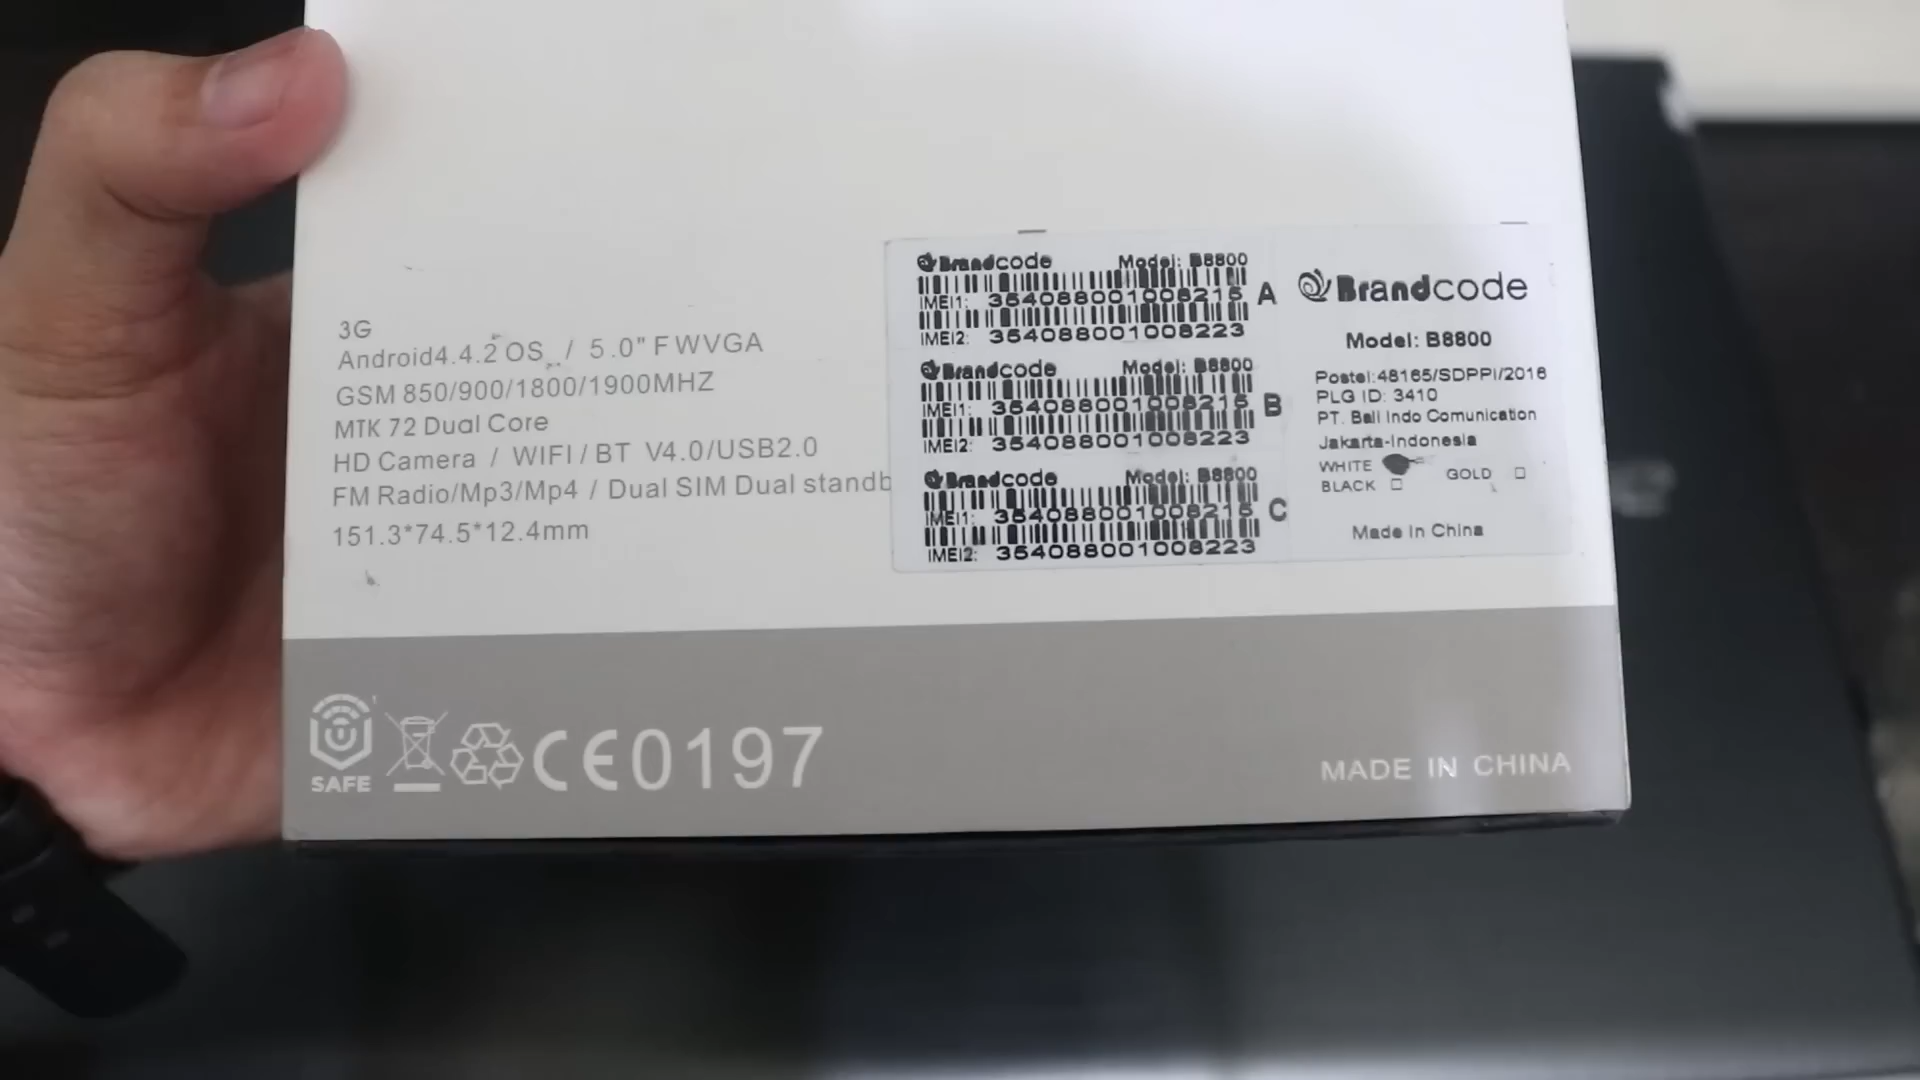 3G
Android4.4.2 OS / 5.0" FWVGA
GSM 850/900/1800/1900MHZ
MTK 72 Dual Core
HD Camera / WIFI / BT V4.0/USB2.0
FM Radio/Mp3/Mp4 / Dual SIM Dual standb
151.3*74.5*12.4mm
Brandcode Model: B8800
IMEI1: 354088001008215
IMEI2: 354088001008223
A
Brandcode Model: B8800
IMEI1: 354088001008215
IMEI2: 354088001008223
B
Brandcode Model: B8800
IMEI1: 354088001008215
IMEI2: 354088001008223
C
Brandcode
Model: B8800
Postel:48165/SDPPI/2016
PLG ID: 3410
PT. Bali Indo Comunication
Jakarta-Indonesia
WHITE GOLD
BLACK
Made In China
SAFE
CE0197
MADE IN CHINA